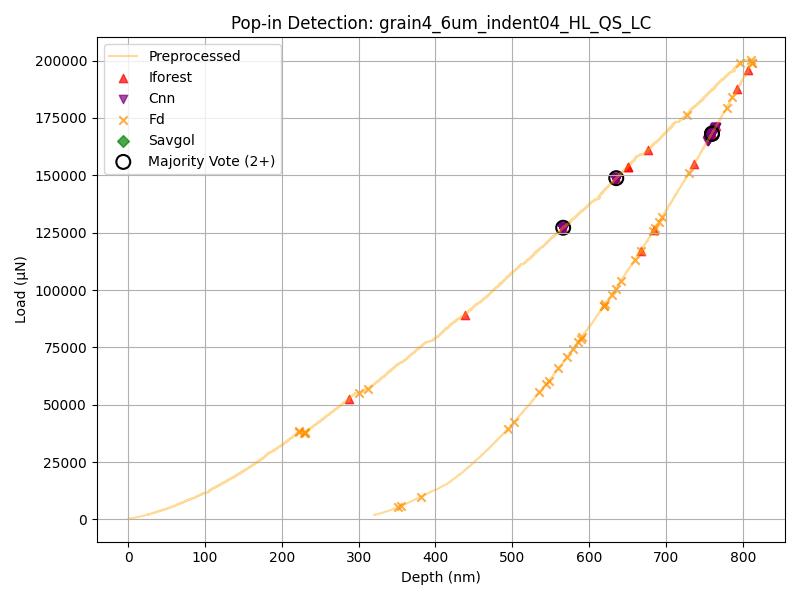 Pop-in Detection: grain4_6um_indent04_HL_QS_LC
Preprocessed
Iforest
Cnn
Fd
Savgol
Majority Vote (2+)
200000
175000
150000
125000
100000
75000
50000
25000
0
Load (µN)
0 100 200 300 400 500 600 700 800
Depth (nm)